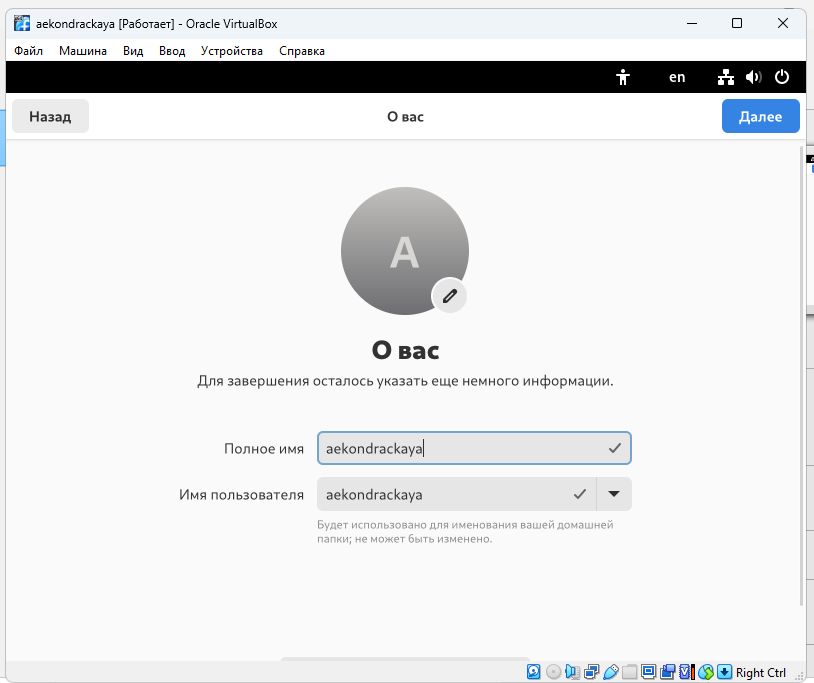 aekondrackaya [Работает] - Oracle VirtualBox
Файл Машина Вид Ввод Устройства Справка
en
Назад О вас Далее
A
О вас
Для завершения осталось указать еще немного информации.
Полное имя aekondrackaya
Имя пользователя aekondrackaya
Будет использовано для именования вашей домашней
папки; не может быть изменено.
Right Ctrl